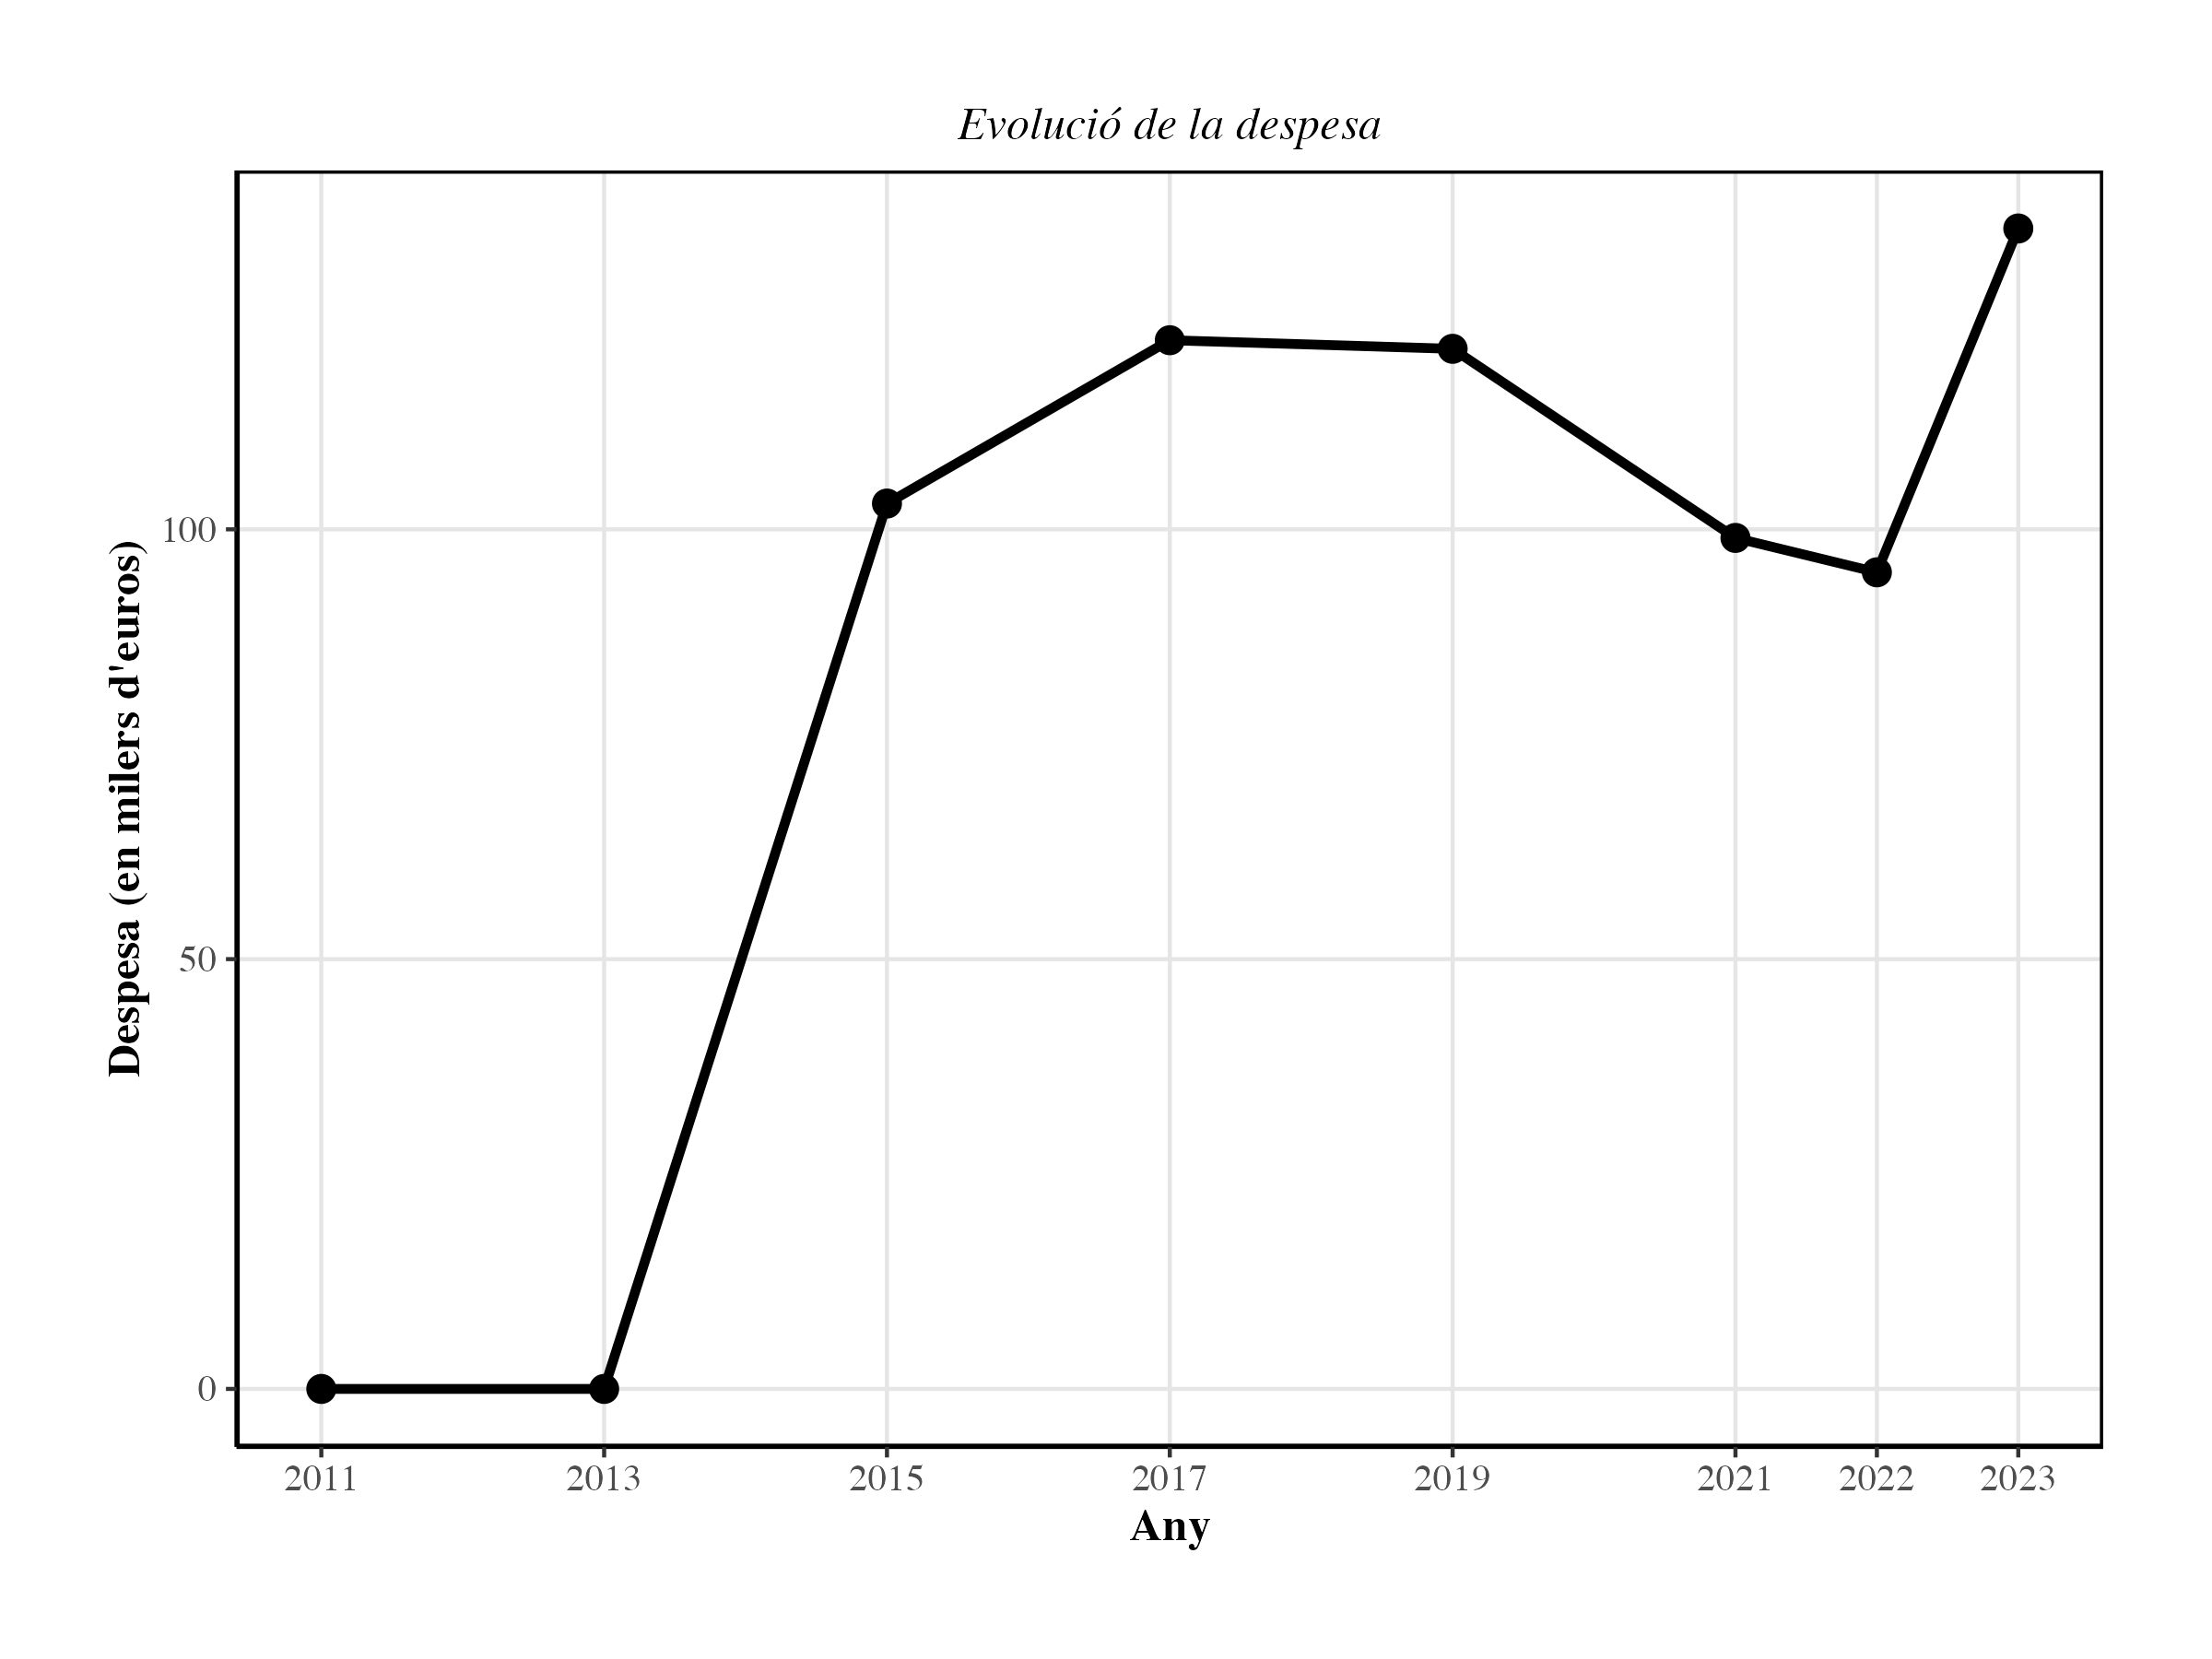 Evolució de la despesa
Despesa (en milers d'euros)
100
50
0
2011 2013 2015 2017 2019 2021 2022 2023
Any